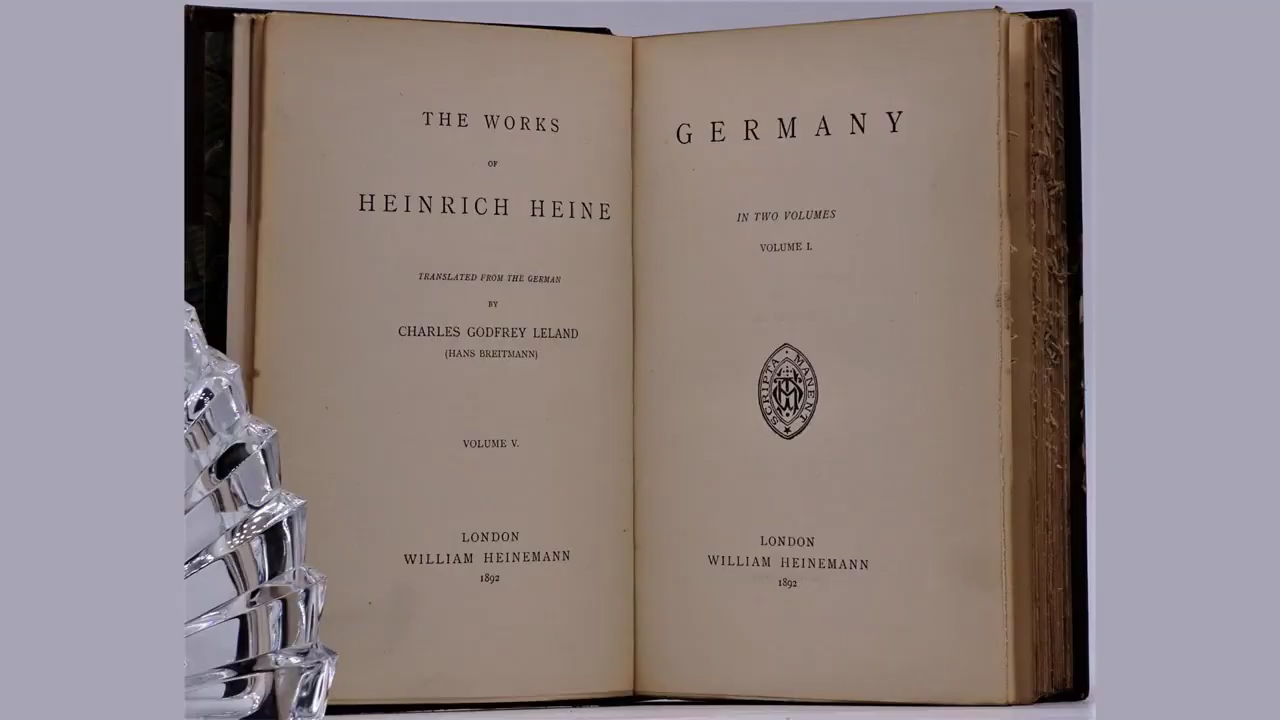 THE WORKS
OF
HEINRICH HEINE
TRANSLATED FROM THE GERMAN
BY
CHARLES GODFREY LELAND
(HANS BREITMANN)
VOLUME V.
LONDON
WILLIAM HEINEMANN
1892
GERMANY
IN TWO VOLUMES
VOLUME I.
SCRIPTA MANENT
LONDON
WILLIAM HEINEMANN
1892